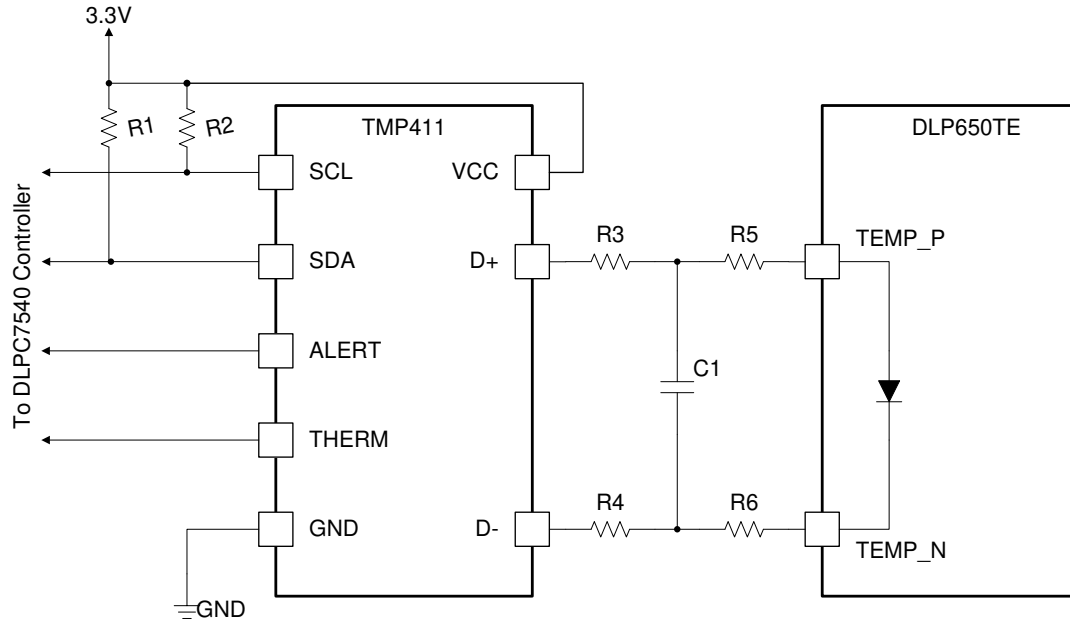 3.3V
R1
R2
TMP411
DLP650TE
SCL
VCC
R3
R5
TEMP_P
SDA
D+
To DLPC7540 Controller
ALERT
C1
THERM
R4
R6
GND
D-
TEMP_N
GND